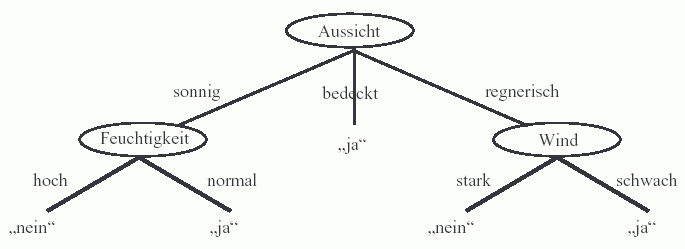 Aussicht
sonnig bedeckt regnerisch
Feuchtigkeit „ja“ Wind
hoch normal stark schwach
„nein“ „ja“ „nein“ „ja“